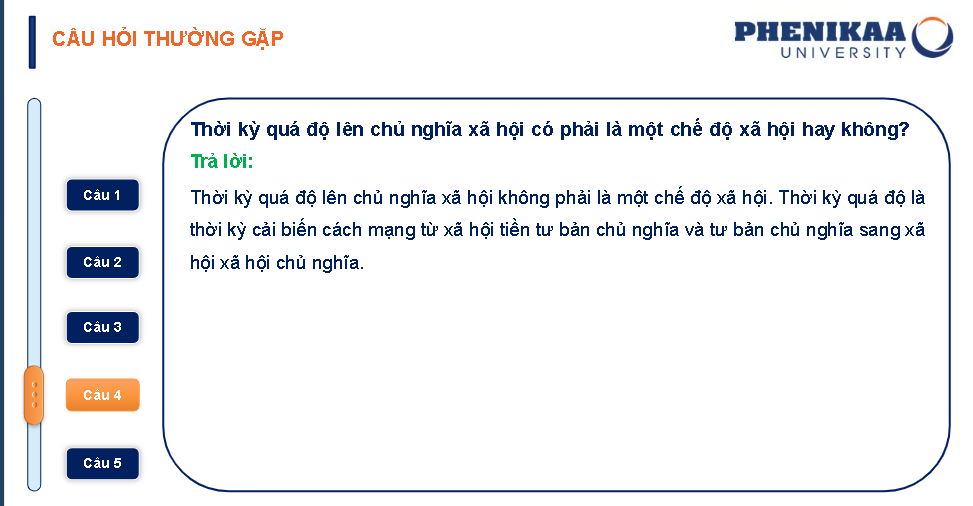 CÂU HỎI THƯỜNG GẶP
PHENIKAA
UNIVERSITY
Thời kỳ quá độ lên chủ nghĩa xã hội có phải là một chế độ xã hội hay không?
Trả lời:
Thời kỳ quá độ lên chủ nghĩa xã hội không phải là một chế độ xã hội. Thời kỳ quá độ là
thời kỳ cải biến cách mạng từ xã hội tiền tư bản chủ nghĩa và tư bản chủ nghĩa sang xã
hội xã hội chủ nghĩa.
Câu 1
Câu 2
Câu 3
Câu 4
Câu 5